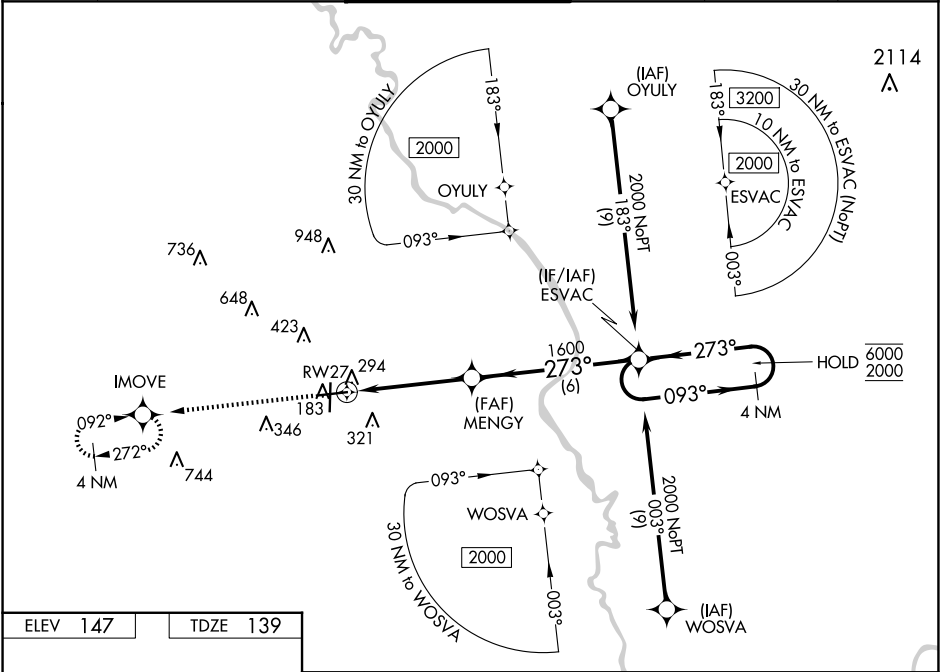 2114
(IAF)
OYULY
30 NM to OYULY
183°
2000
OYULY
093°
183°
3200
30 NM to ESVAC (NoPT)
10 NM to ESVAC
2000
ESVAC
003°
2000 NoPT
183°
(9)
736
948
648
423
(IF/IAF)
ESVAC
1600
273°
(6)
273°
HOLD 6000
2000
093°
4 NM
RW27
294
183
IMOVE
092°
272°
4 NM
346
321
744
(FAF)
MENGY
093°
WOSVA
2000
30 NM to WOSVA
003°
2000 NoPT
003°
(9)
(IAF)
WOSVA
ELEV 147
TDZE 139